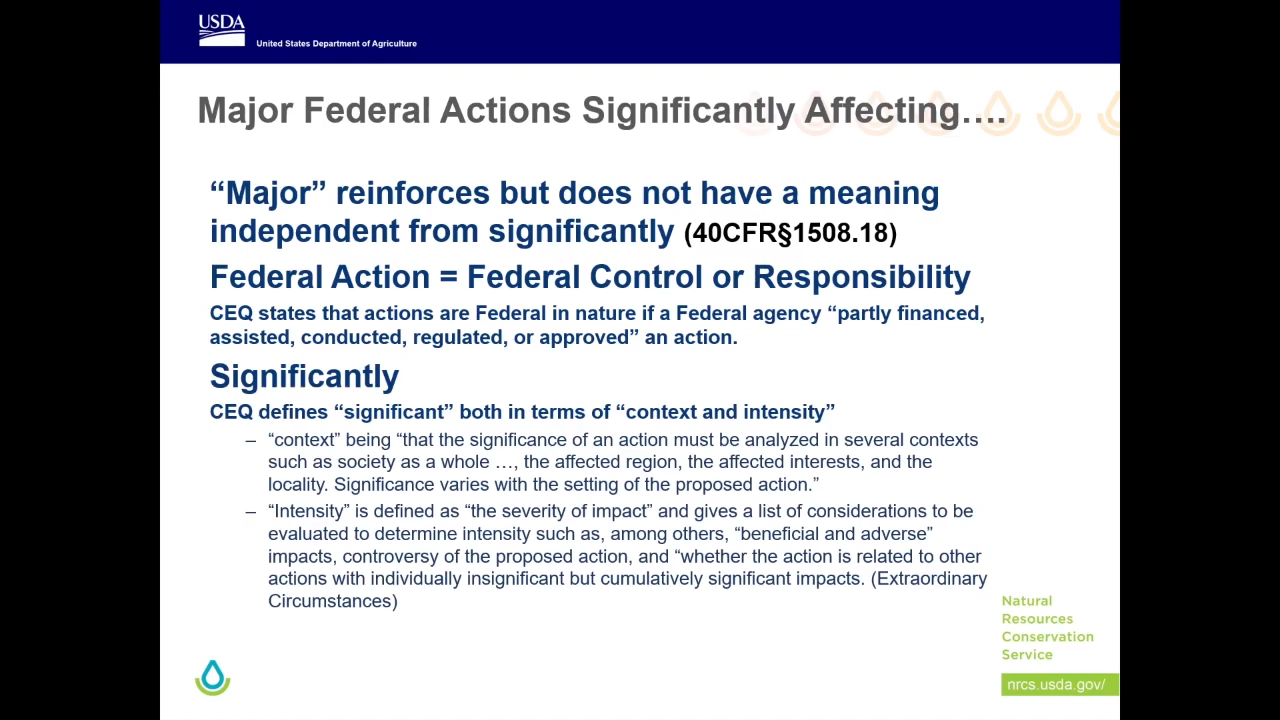 USDA
United States Department of Agriculture
Major Federal Actions Significantly Affecting….
“Major” reinforces but does not have a meaning
independent from significantly (40CFR§1508.18)
Federal Action = Federal Control or Responsibility
CEQ states that actions are Federal in nature if a Federal agency “partly financed,
assisted, conducted, regulated, or approved” an action.
Significantly
CEQ defines “significant” both in terms of “context and intensity”
– “context” being “that the significance of an action must be analyzed in several contexts
such as society as a whole …, the affected region, the affected interests, and the
locality. Significance varies with the setting of the proposed action.”
– “Intensity” is defined as “the severity of impact” and gives a list of considerations to be
evaluated to determine intensity such as, among others, “beneficial and adverse”
impacts, controversy of the proposed action, and “whether the action is related to other
actions with individually insignificant but cumulatively significant impacts. (Extraordinary
Circumstances)
Natural
Resources
Conservation
Service
nrcs.usda.gov/